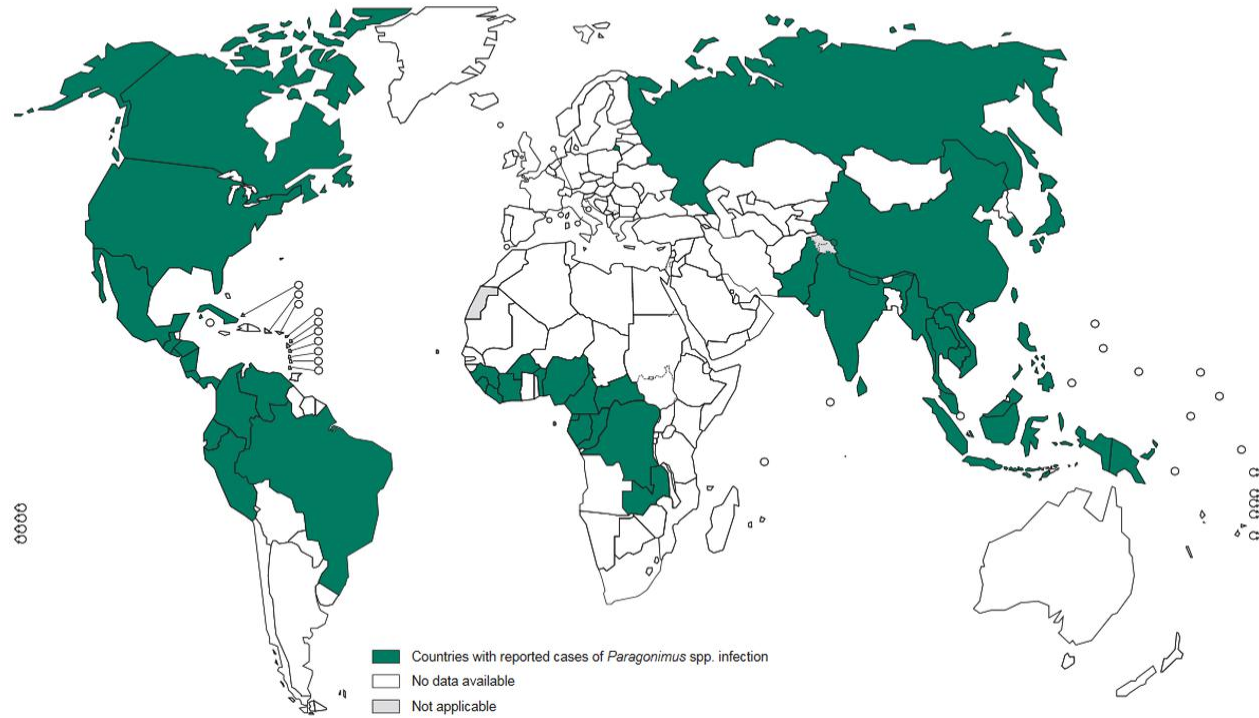 Countries with reported cases of Paragonimus spp. infection
No data available
Not applicable